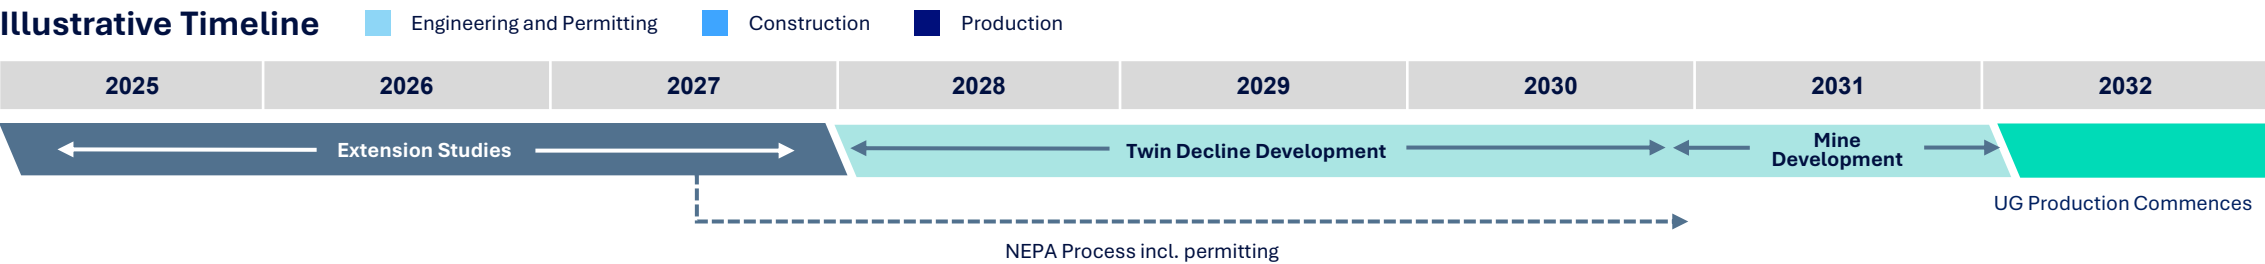 Illustrative Timeline
Engineering and Permitting
Construction
Production
2025
2026
2027
2028
2029
2030
2031
2032
Extension Studies
Twin Decline Development
Mine
Development
UG Production Commences
NEPA Process incl. permitting